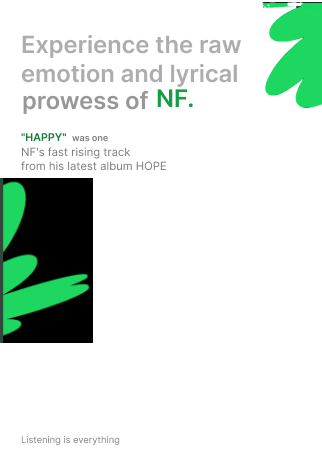 Experience the raw
emotion and lyrical
prowess of NF.
"HAPPY" was one
NF's fast rising track
from his latest album HOPE
Listening is everything